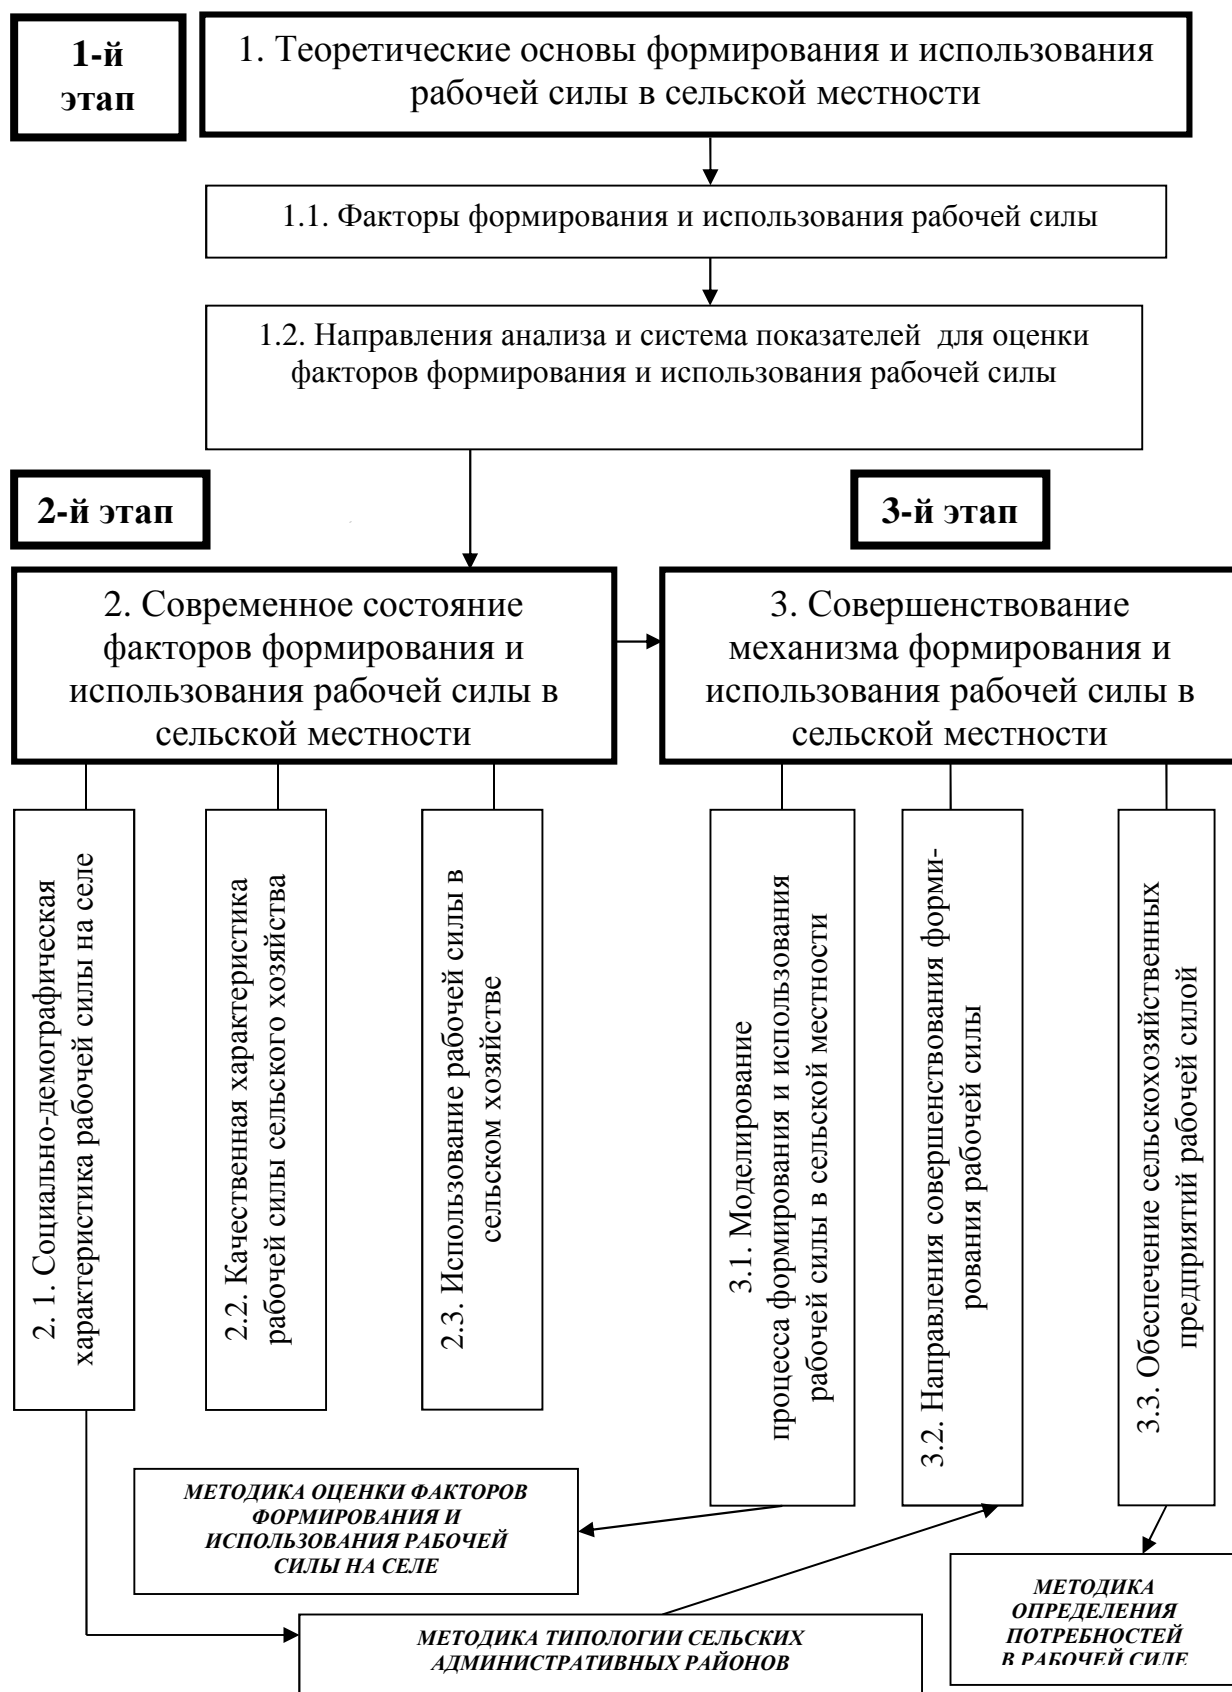 1-й
этап
1. Теоретические основы формирования и использования
рабочей силы в сельской местности
1.1. Факторы формирования и использования рабочей силы
1.2. Направления анализа и система показателей для оценки
факторов формирования и использования рабочей силы
2-й этап
3-й этап
2. Современное состояние
факторов формирования и
использования рабочей силы в
сельской местности
3. Совершенствование
механизма формирования и
использования рабочей силы в
сельской местности
2. 1. Социально-демографическая
характеристика рабочей силы на селе
2.2. Качественная характеристика
рабочей силы сельского хозяйства
2.3. Использование рабочей силы в
сельском хозяйстве
3.1. Моделирование
процесса формирования и использования
рабочей силы в сельской местности
3.2. Направления совершенствования форми-
рования рабочей силы
3.3. Обеспечение сельскохозяйственных
предприятий рабочей силой
МЕТОДИКА ОЦЕНКИ ФАКТОРОВ
ФОРМИРОВАНИЯ И
ИСПОЛЬЗОВАНИЯ РАБОЧЕЙ
СИЛЫ НА СЕЛЕ
МЕТОДИКА ТИПОЛОГИИ СЕЛЬСКИХ
АДМИНИСТРАТИВНЫХ РАЙОНОВ
МЕТОДИКА
ОПРЕДЕЛЕНИЯ
ПОТРЕБНОСТЕЙ
В РАБОЧЕЙ СИЛЕ